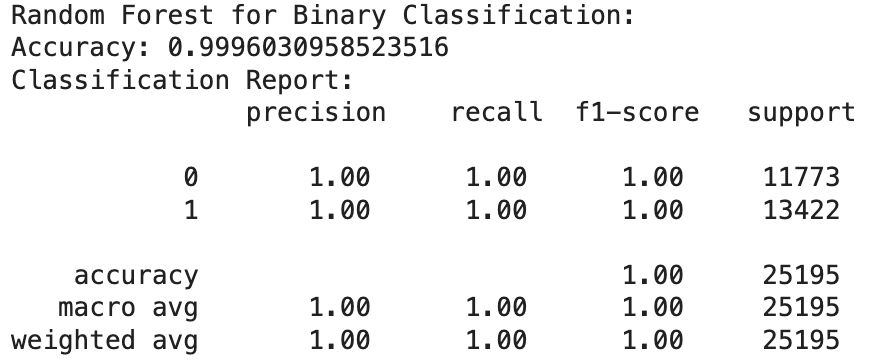 Random Forest for Binary Classification:
Accuracy: 0.9996030958523516
Classification Report:
precision recall f1-score support
0 1.00 1.00 1.00 11773
1 1.00 1.00 1.00 13422
accuracy 1.00 25195
macro avg 1.00 1.00 1.00 25195
weighted avg 1.00 1.00 1.00 25195